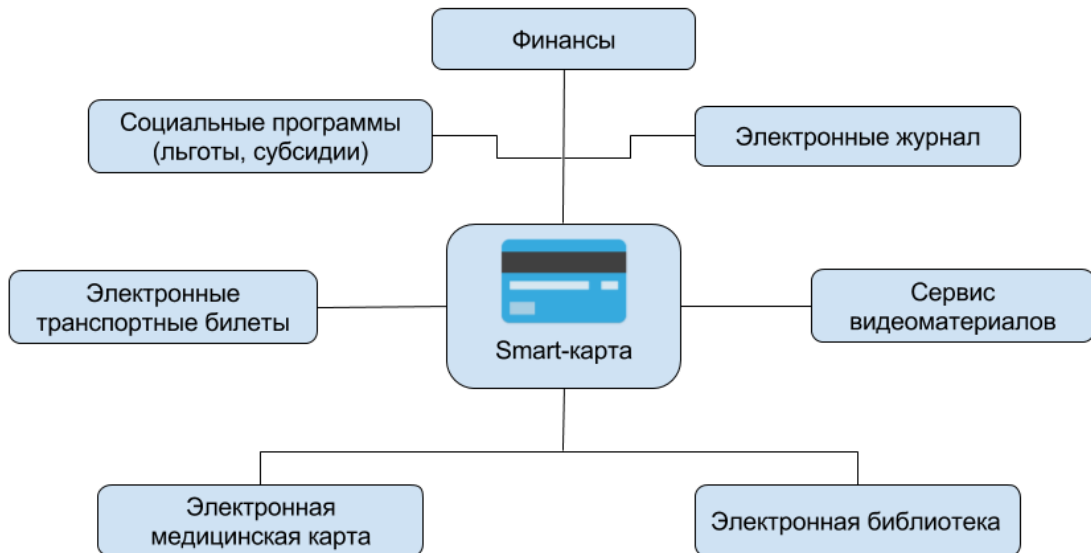 Финансы
Социальные программы
(льготы, субсидии)
Электронные журнал
Электронные
транспортные билеты
Smart-карта
Сервис
видеоматериалов
Электронная
медицинская карта
Электронная библиотека